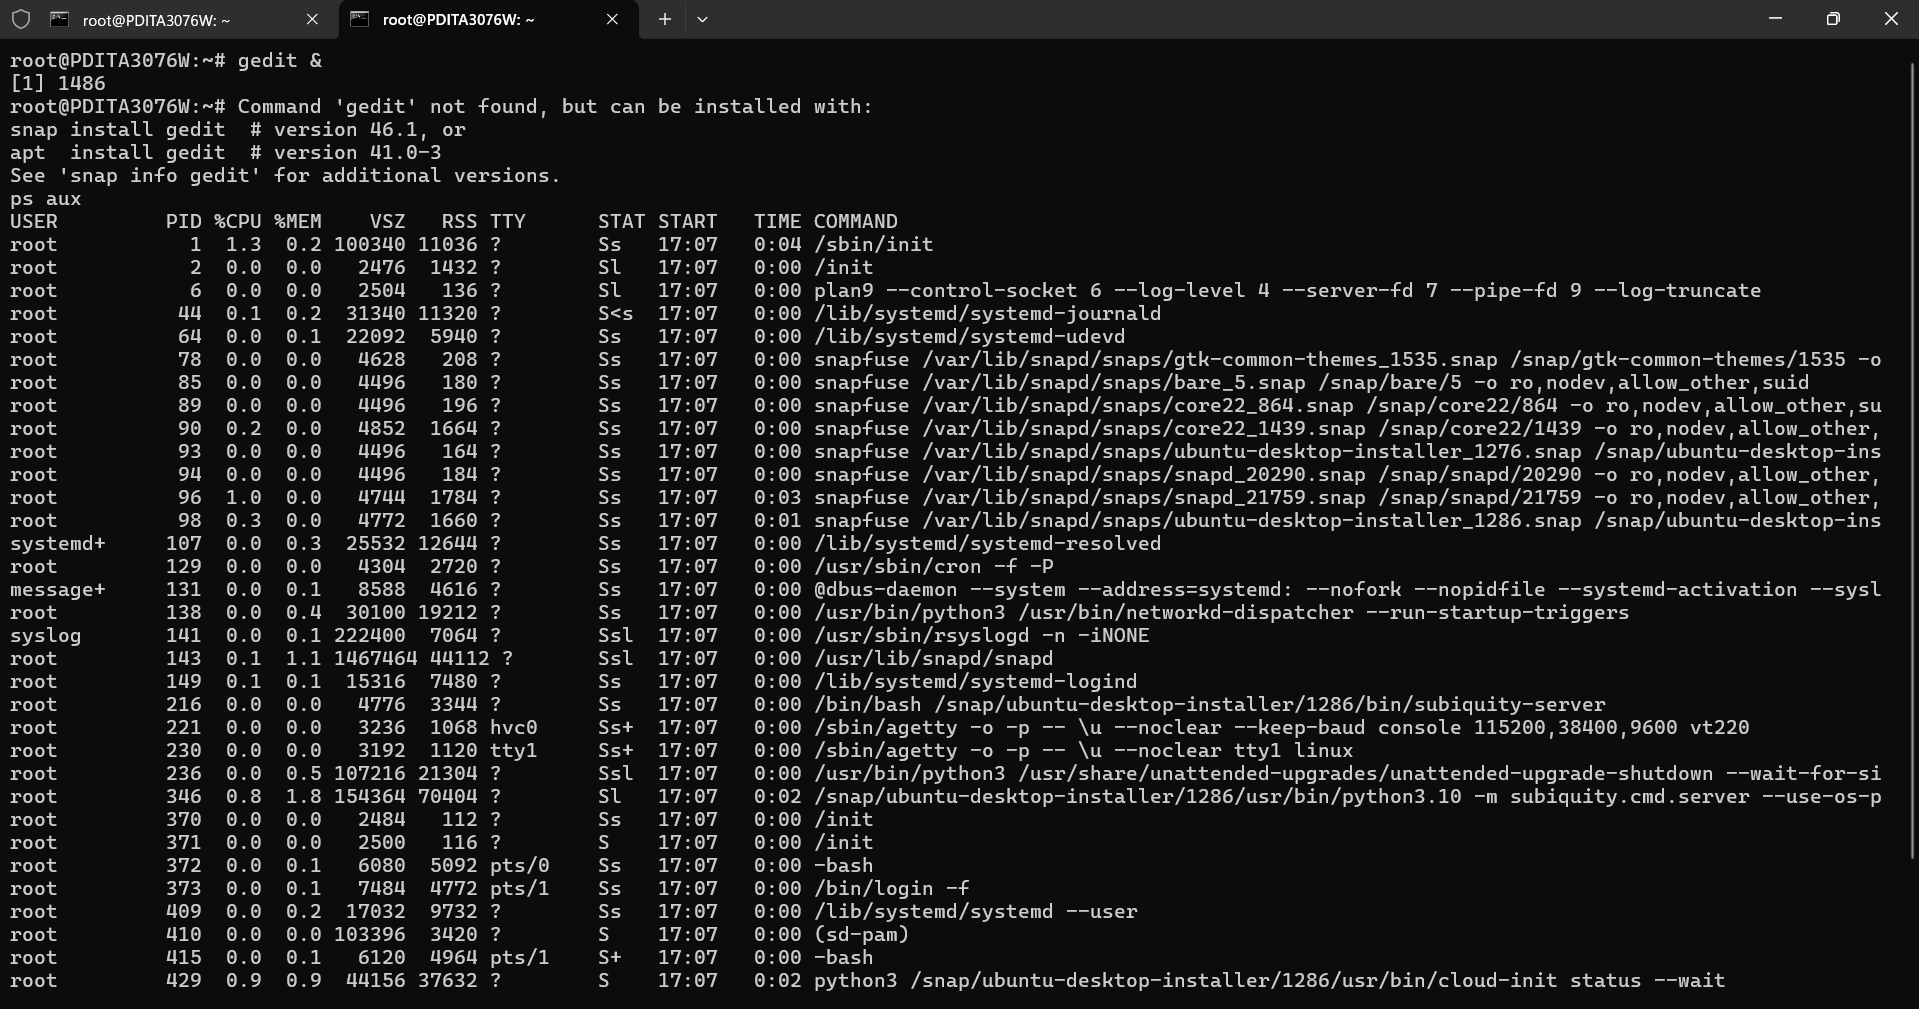 root@PDITA3076W: ~
root@PDITA3076W: ~
root@PDITA3076W:~# gedit &
[1] 1486
root@PDITA3076W:~# Command 'gedit' not found, but can be installed with:
snap install gedit  # version 46.1, or
apt  install gedit  # version 41.0-3
See 'snap info gedit' for additional versions.
ps aux
USER         PID %CPU %MEM    VSZ   RSS TTY      STAT START   TIME COMMAND
root           1  1.3  0.2 100340 11036 ?        Ss   17:07   0:04 /sbin/init
root           2  0.0  0.0   2476  1432 ?        Sl   17:07   0:00 /init
root           6  0.0  0.0   2504   136 ?        Sl   17:07   0:00 plan9 --control-socket 6 --log-level 4 --server-fd 7 --pipe-fd 9 --log-truncate
root          44  0.1  0.2  31340 11320 ?        S<s  17:07   0:00 /lib/systemd/systemd-journald
root          64  0.0  0.1  22092  5940 ?        Ss   17:07   0:00 /lib/systemd/systemd-udevd
root          78  0.0  0.0   4628   208 ?        Ss   17:07   0:00 snapfuse /var/lib/snapd/snaps/gtk-common-themes_1535.snap /snap/gtk-common-themes/1535 -o
root          85  0.0  0.0   4496   180 ?        Ss   17:07   0:00 snapfuse /var/lib/snapd/snaps/bare_5.snap /snap/bare/5 -o ro,nodev,allow_other,suid
root          89  0.0  0.0   4496   196 ?        Ss   17:07   0:00 snapfuse /var/lib/snapd/snaps/core22_864.snap /snap/core22/864 -o ro,nodev,allow_other,su
root          90  0.2  0.0   4852  1664 ?        Ss   17:07   0:00 snapfuse /var/lib/snapd/snaps/core22_1439.snap /snap/core22/1439 -o ro,nodev,allow_other,
root          93  0.0  0.0   4496   164 ?        Ss   17:07   0:00 snapfuse /var/lib/snapd/snaps/ubuntu-desktop-installer_1276.snap /snap/ubuntu-desktop-ins
root          94  0.0  0.0   4496   184 ?        Ss   17:07   0:00 snapfuse /var/lib/snapd/snaps/snapd_20290.snap /snap/snapd/20290 -o ro,nodev,allow_other,
root          96  1.0  0.0   4744  1784 ?        Ss   17:07   0:03 snapfuse /var/lib/snapd/snaps/snapd_21759.snap /snap/snapd/21759 -o ro,nodev,allow_other,
root          98  0.3  0.0   4772  1660 ?        Ss   17:07   0:01 snapfuse /var/lib/snapd/snaps/ubuntu-desktop-installer_1286.snap /snap/ubuntu-desktop-ins
systemd+     107  0.0  0.3  25532 12644 ?        Ss   17:07   0:00 /lib/systemd/systemd-resolved
root         129  0.0  0.0   4304  2720 ?        Ss   17:07   0:00 /usr/sbin/cron -f -P
message+     131  0.0  0.1   8588  4616 ?        Ss   17:07   0:00 @dbus-daemon --system --address=systemd: --nofork --nopidfile --systemd-activation --sysl
root         138  0.0  0.4  30100 19212 ?        Ss   17:07   0:00 /usr/bin/python3 /usr/bin/networkd-dispatcher --run-startup-triggers
syslog       141  0.0  0.1 222400  7064 ?        Ssl  17:07   0:00 /usr/sbin/rsyslogd -n -iNONE
root         143  0.1  1.1 1467464 44112 ?       Ssl  17:07   0:00 /usr/lib/snapd/snapd
root         149  0.1  0.1  15316  7480 ?        Ss   17:07   0:00 /lib/systemd/systemd-logind
root         216  0.0  0.0   4776  3344 ?        Ss   17:07   0:00 /bin/bash /snap/ubuntu-desktop-installer/1286/bin/subiquity-server
root         221  0.0  0.0   3236  1068 hvc0     Ss+  17:07   0:00 /sbin/agetty -o -p -- \u --noclear --keep-baud console 115200,38400,9600 vt220
root         230  0.0  0.0   3192  1120 tty1     Ss+  17:07   0:00 /sbin/agetty -o -p -- \u --noclear tty1 linux
root         236  0.0  0.5 107216 21304 ?        Ssl  17:07   0:00 /usr/bin/python3 /usr/share/unattended-upgrades/unattended-upgrade-shutdown --wait-for-si
root         346  0.8  1.8 154364 70404 ?        Sl   17:07   0:02 /snap/ubuntu-desktop-installer/1286/usr/bin/python3.10 -m subiquity.cmd.server --use-os-p
root         370  0.0  0.0   2484   112 ?        Ss   17:07   0:00 /init
root         371  0.0  0.0   2500   116 ?        S    17:07   0:00 /init
root         372  0.0  0.1   6080  5092 pts/0    Ss   17:07   0:00 -bash
root         373  0.0  0.1   7484  4772 pts/1    Ss   17:07   0:00 /bin/login -f
root         409  0.0  0.2  17032  9732 ?        Ss   17:07   0:00 /lib/systemd/systemd --user
root         410  0.0  0.0 103396  3420 ?        S    17:07   0:00 (sd-pam)
root         415  0.0  0.1   6120  4964 pts/1    S+   17:07   0:00 -bash
root         429  0.9  0.9  44156 37632 ?        S    17:07   0:02 python3 /snap/ubuntu-desktop-installer/1286/usr/bin/cloud-init status --wait